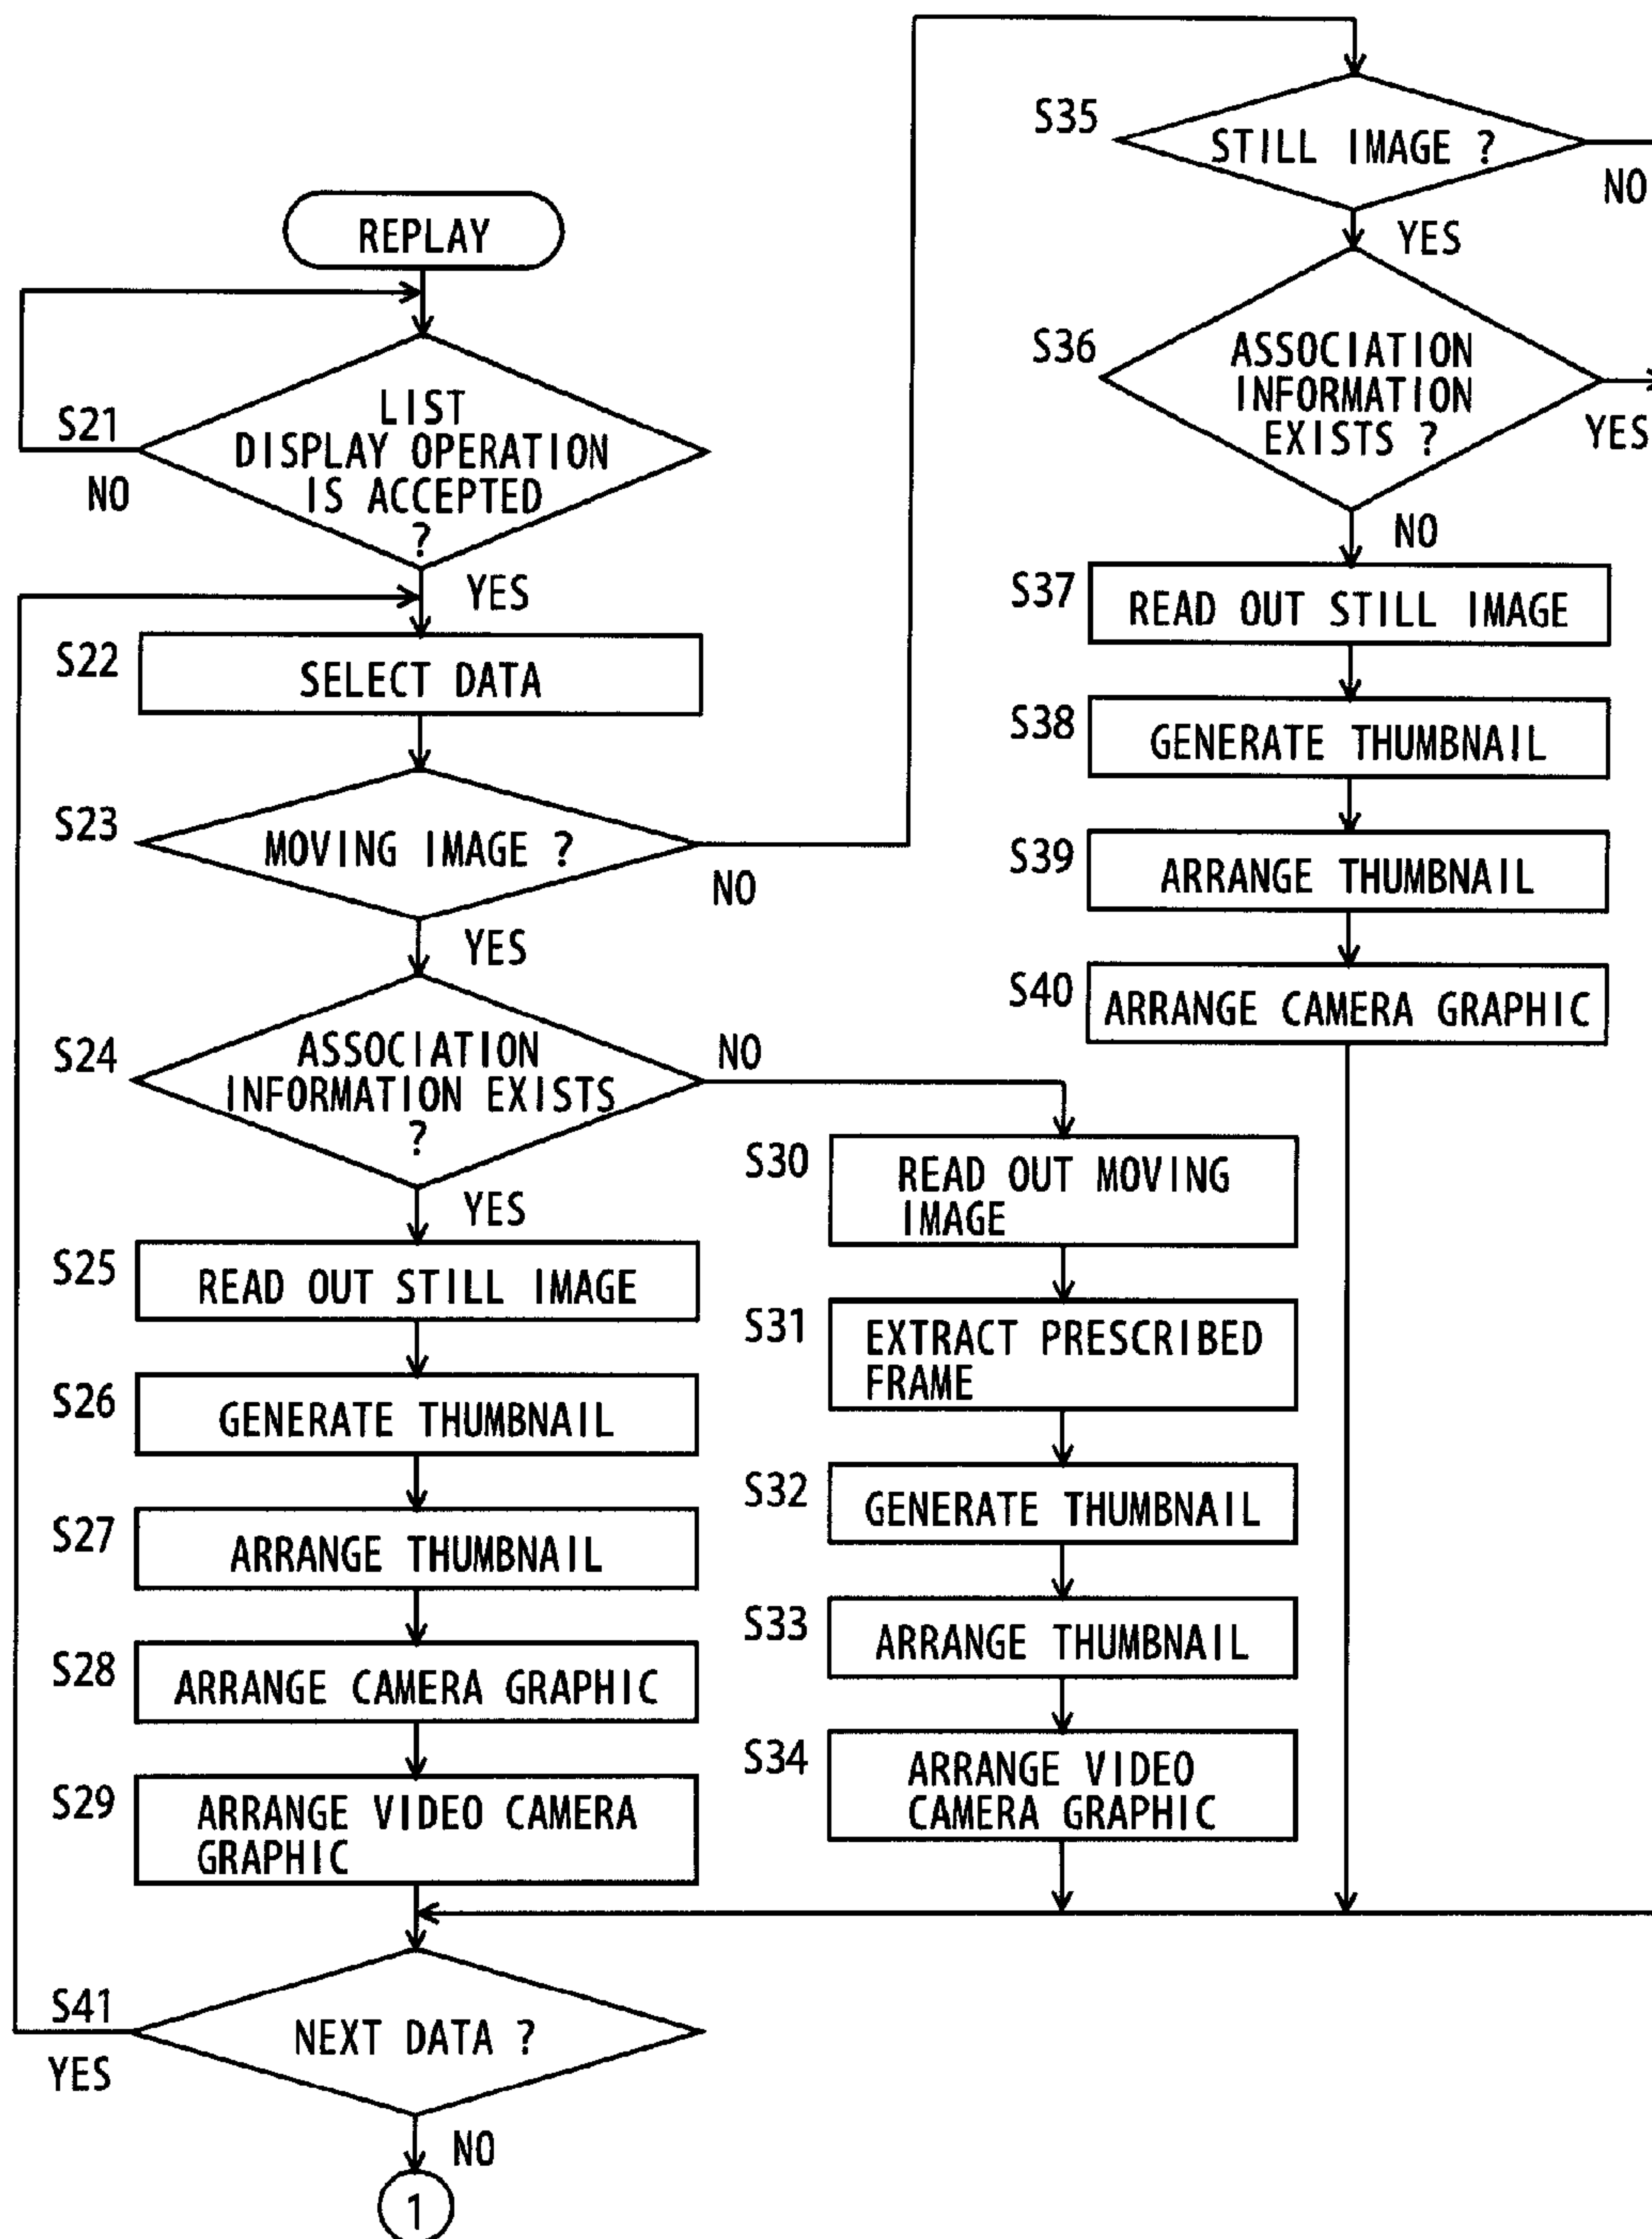 REPLAY
S21
LIST
DISPLAY OPERATION
IS ACCEPTED
?
NO
YES
S22
SELECT DATA
S23
MOVING IMAGE ?
NO
YES
S24
ASSOCIATION
INFORMATION EXISTS
?
NO
YES
S25
READ OUT STILL IMAGE
S26
GENERATE THUMBNAIL
S27
ARRANGE THUMBNAIL
S28
ARRANGE CAMERA GRAPHIC
S29
ARRANGE VIDEO CAMERA
GRAPHIC
S30
READ OUT MOVING
IMAGE
S31
EXTRACT PRESCRIBED
FRAME
S32
GENERATE THUMBNAIL
S33
ARRANGE THUMBNAIL
S34
ARRANGE VIDEO
CAMERA GRAPHIC
S35
STILL IMAGE ?
NO
YES
S36
ASSOCIATION
INFORMATION
EXISTS ?
YES
NO
S37
READ OUT STILL IMAGE
S38
GENERATE THUMBNAIL
S39
ARRANGE THUMBNAIL
S40
ARRANGE CAMERA GRAPHIC
S41
NEXT DATA ?
YES
NO
1